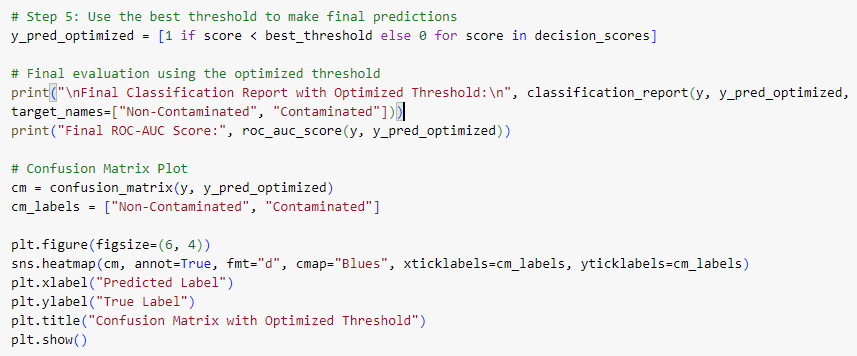 # Step 5: Use the best threshold to make final predictions
y_pred_optimized = [1 if score < best_threshold else 0 for score in decision_scores]
# Final evaluation using the optimized threshold
print("\nFinal Classification Report with Optimized Threshold:\n", classification_report(y, y_pred_optimized,
target_names=["Non-Contaminated", "Contaminated"]))
print("Final ROC-AUC Score:", roc_auc_score(y, y_pred_optimized))
# Confusion Matrix Plot
cm = confusion_matrix(y, y_pred_optimized)
cm_labels = ["Non-Contaminated", "Contaminated"]
plt.figure(figsize=(6, 4))
sns.heatmap(cm, annot=True, fmt="d", cmap="Blues", xticklabels=cm_labels, yticklabels=cm_labels)
plt.xlabel("Predicted Label")
plt.ylabel("True Label")
plt.title("Confusion Matrix with Optimized Threshold")
plt.show()